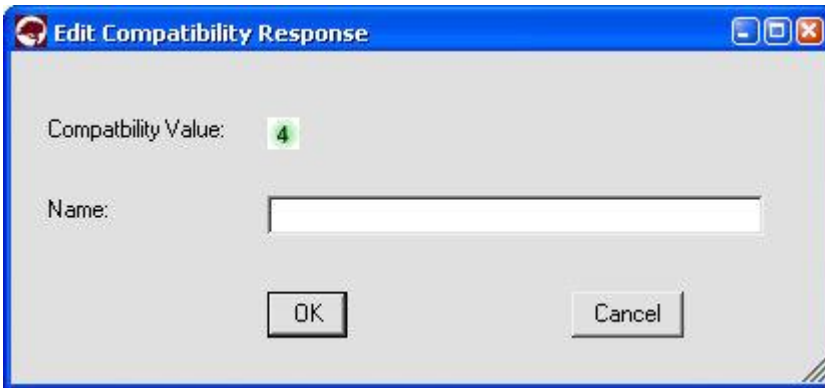 Edit Compatibility Response
Compatbility Value: 4
Name:
OK Cancel